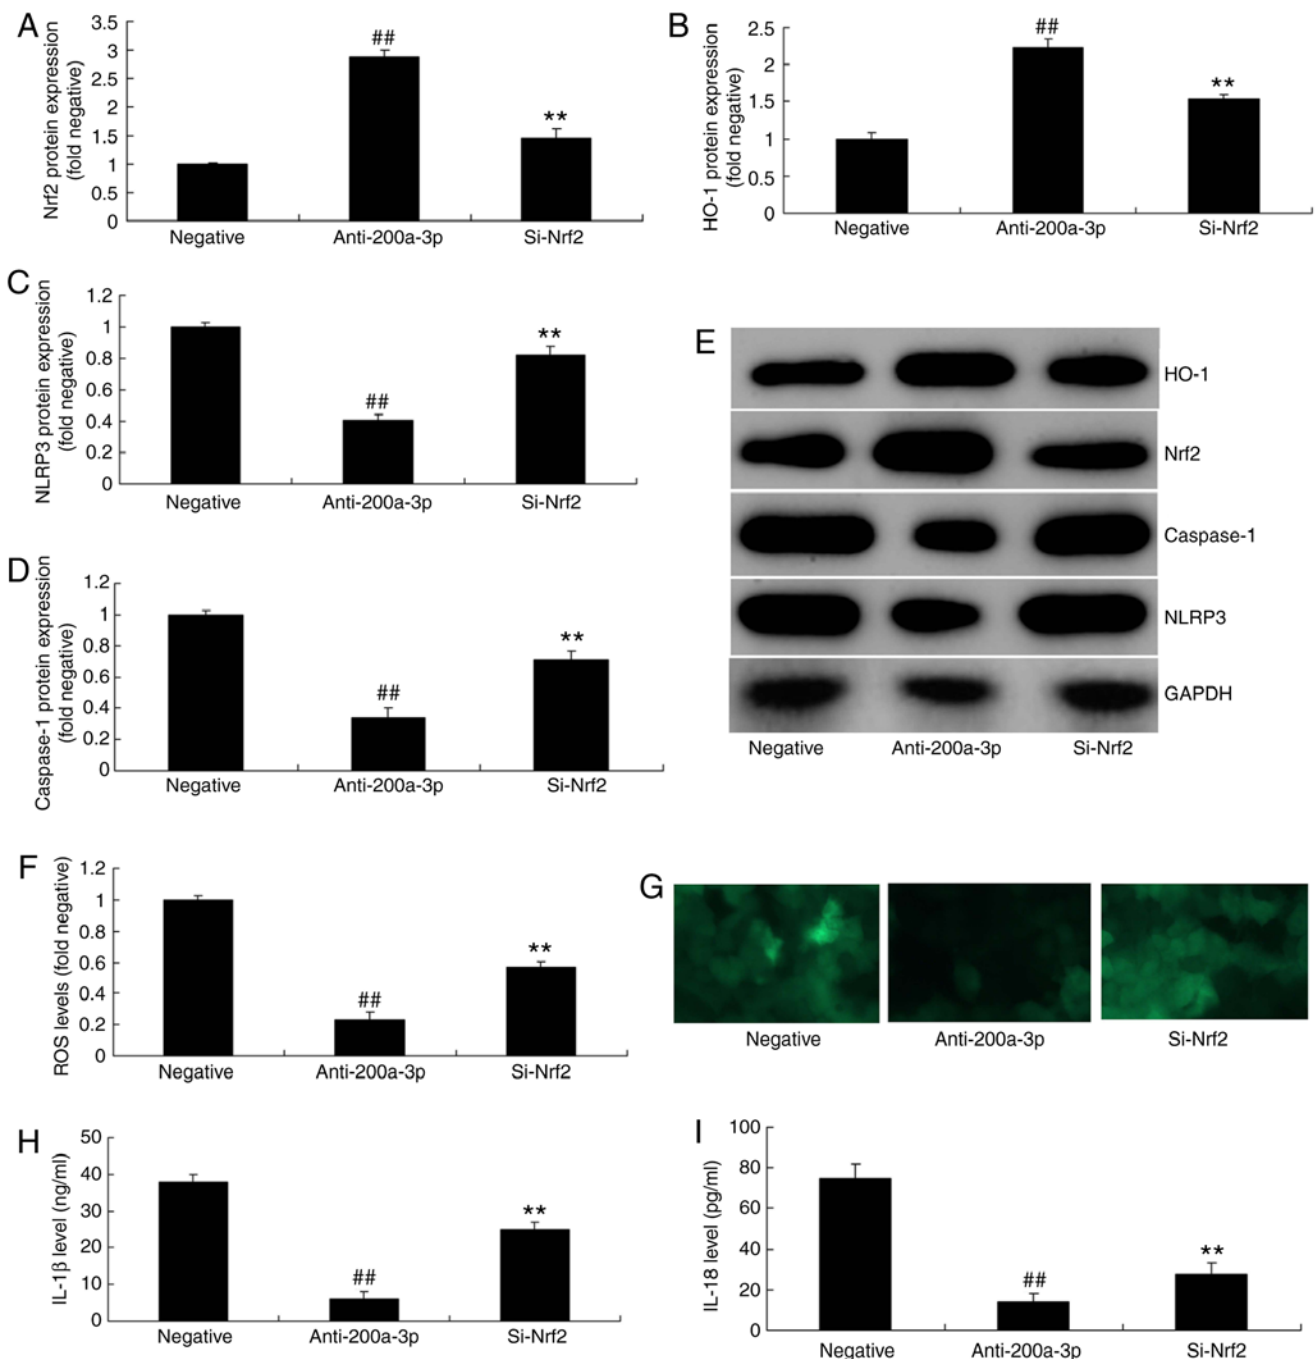 A
Nrf2 protein expression
(fold negative)
3.5
3
2.5
2
1.5
1
0.5
0
##
**
Negative
Anti-200a-3p
Si-Nrf2
B
HO-1 protein expression
(fold negative)
2.5
2
1.5
1
0.5
0
##
**
Negative
Anti-200a-3p
Si-Nrf2
C
NLRP3 protein expression
(fold negative)
1.2
1
0.8
0.6
0.4
0.2
0
##
**
Negative
Anti-200a-3p
Si-Nrf2
D
Caspase-1 protein expression
(fold negative)
1.2
1
0.8
0.6
0.4
0.2
0
##
**
Negative
Anti-200a-3p
Si-Nrf2
E
HO-1
Nrf2
Caspase-1
NLRP3
GAPDH
Negative
Anti-200a-3p
Si-Nrf2
F
ROS levels (fold negative)
1.2
1
0.8
0.6
0.4
0.2
0
##
**
Negative
Anti-200a-3p
Si-Nrf2
G
Negative
Anti-200a-3p
Si-Nrf2
H
IL-1β level (ng/ml)
50
40
30
20
10
0
##
**
Negative
Anti-200a-3p
Si-Nrf2
I
IL-18 level (pg/ml)
100
80
60
40
20
0
##
**
Negative
Anti-200a-3p
Si-Nrf2